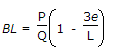 BL = P/Q (1 - 3e/L)